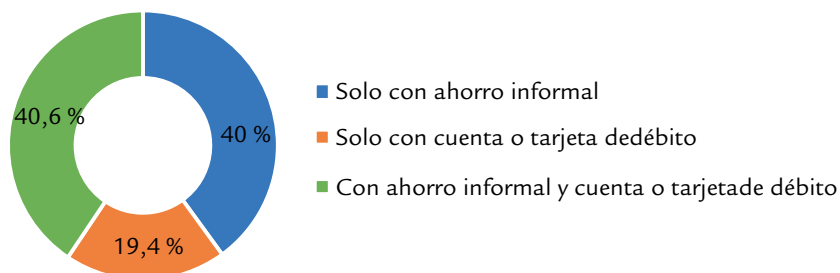 40,6 %
40 %
19,4 %
Solo con ahorro informal
Solo con cuenta o tarjeta dedébito
Con ahorro informal y cuenta o tarjetade débito